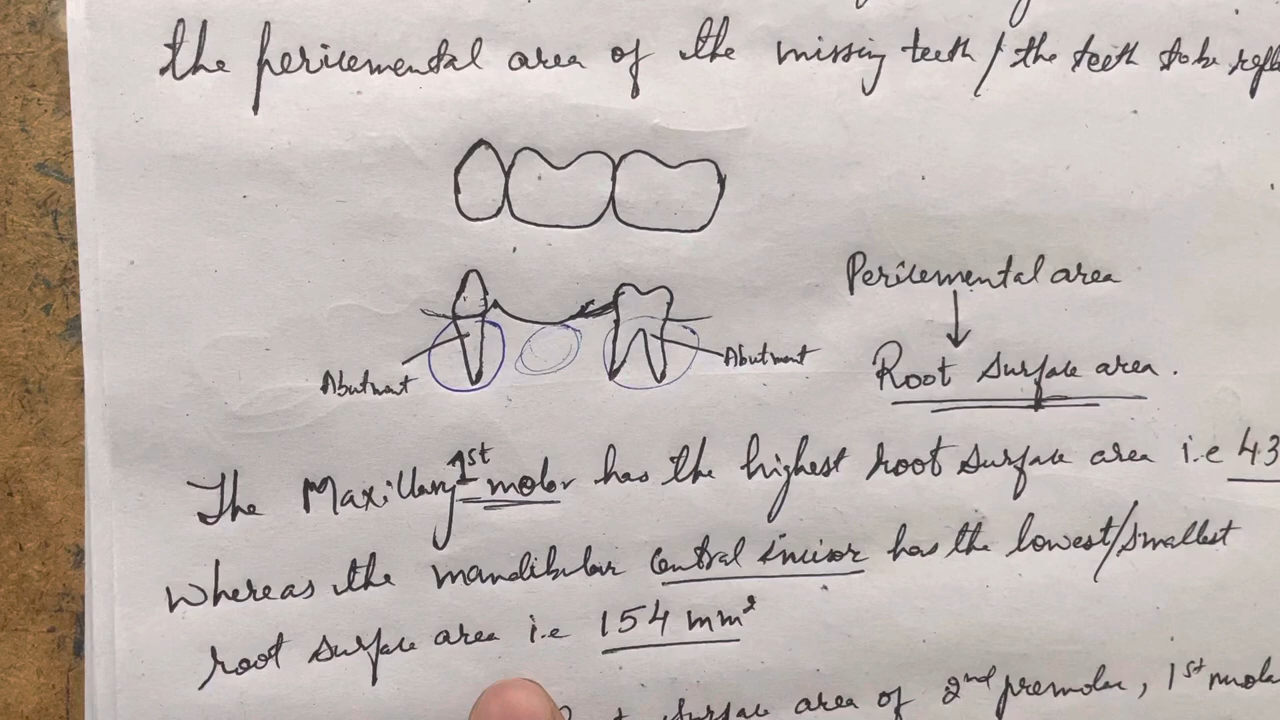 the pericemental area of the missing teeth / the teeth to be
Pericemental area
Root surface area.
Abutment
Abutment
The Maxillary 1st molar has the highest root surface area i.e 43
whereas the mandibular central incisor has the lowest/smallest
root surface area i.e 154 mm²
surface area of 2nd premolar, 1st mola